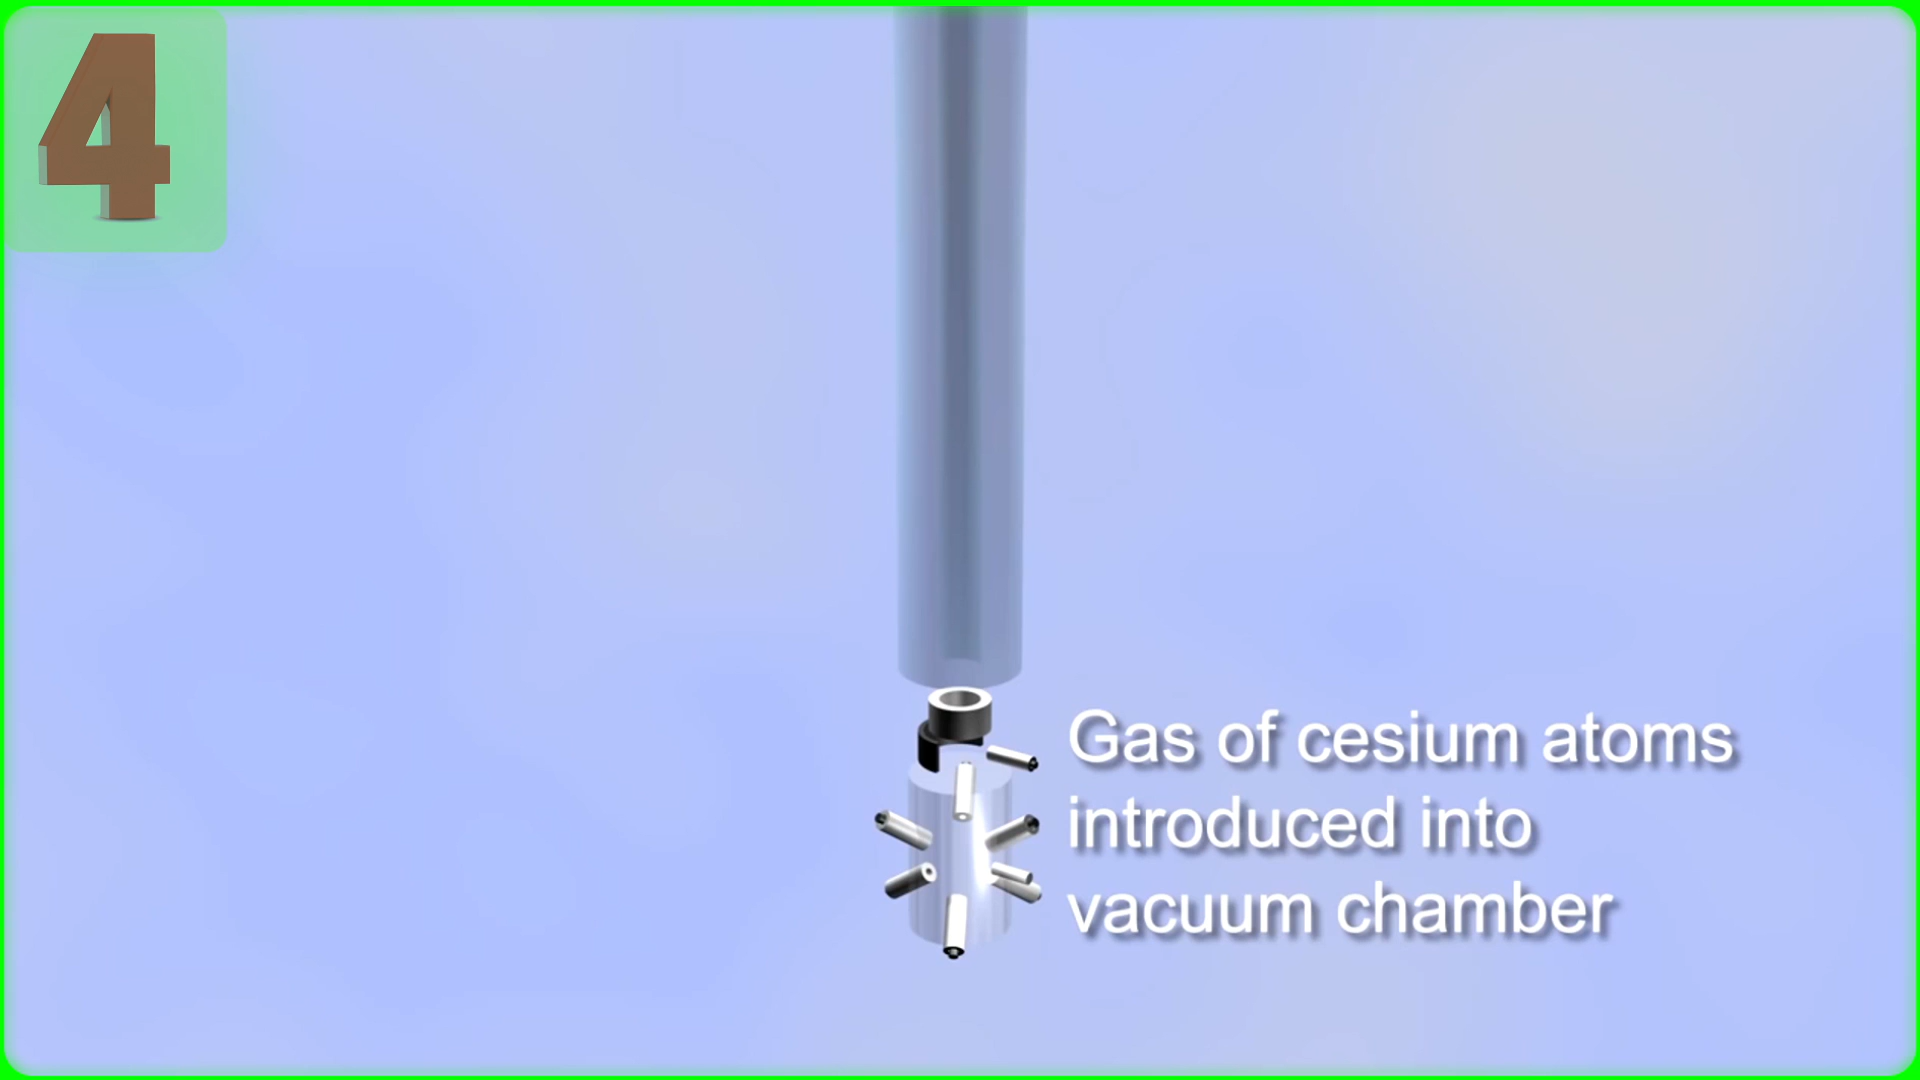 4
Gas of cesium atoms
introduced into
vacuum chamber